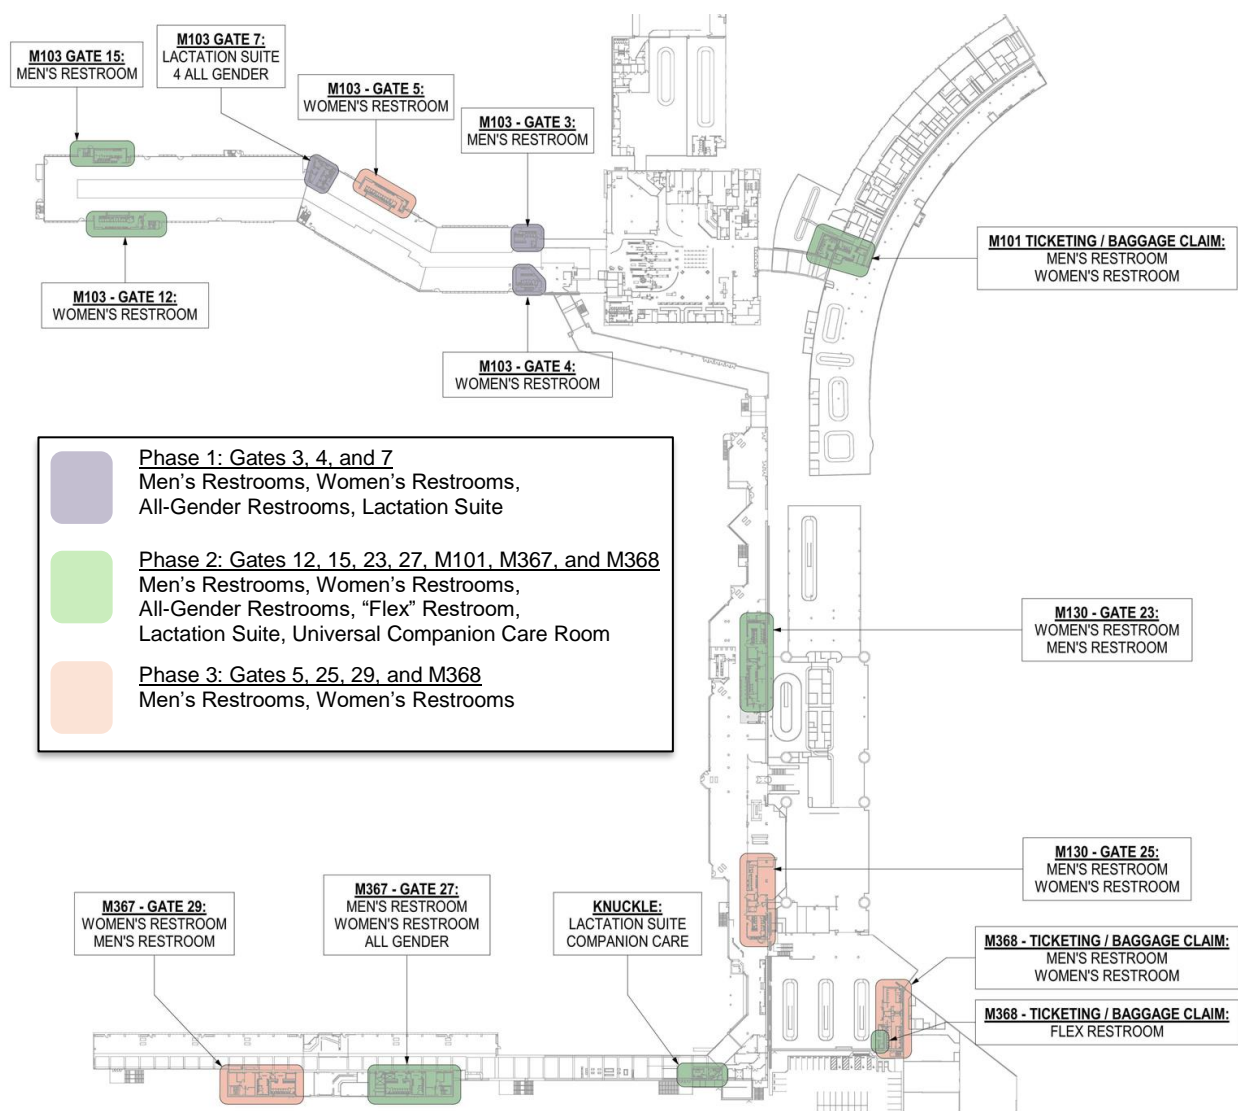 M103 GATE 15:
MEN'S RESTROOM
M103 GATE 7:
LACTATION SUITE
4 ALL GENDER
M103 - GATE 5:
WOMEN'S RESTROOM
M103 - GATE 3:
MEN'S RESTROOM
M101 TICKETING / BAGGAGE CLAIM:
MEN'S RESTROOM
WOMEN'S RESTROOM
M103 - GATE 12:
WOMEN'S RESTROOM
M103 - GATE 4:
WOMEN'S RESTROOM
Phase 1: Gates 3, 4, and 7
Men’s Restrooms, Women’s Restrooms,
All-Gender Restrooms, Lactation Suite
Phase 2: Gates 12, 15, 23, 27, M101, M367, and M368
Men’s Restrooms, Women’s Restrooms,
All-Gender Restrooms, “Flex” Restroom,
Lactation Suite, Universal Companion Care Room
Phase 3: Gates 5, 25, 29, and M368
Men’s Restrooms, Women’s Restrooms
M130 - GATE 23:
WOMEN'S RESTROOM
MEN'S RESTROOM
M130 - GATE 25:
MEN'S RESTROOM
WOMEN'S RESTROOM
M367 - GATE 29:
WOMEN'S RESTROOM
MEN'S RESTROOM
M367 - GATE 27:
MEN'S RESTROOM
WOMEN'S RESTROOM
ALL GENDER
KNUCKLE:
LACTATION SUITE
COMPANION CARE
M368 - TICKETING / BAGGAGE CLAIM:
MEN'S RESTROOM
WOMEN'S RESTROOM
M368 - TICKETING / BAGGAGE CLAIM:
FLEX RESTROOM